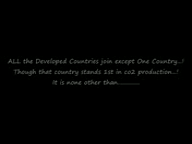 ALL the Developed Countries join except One Country..!
Though that country stands 1st in co2 production..!
It is none other than............